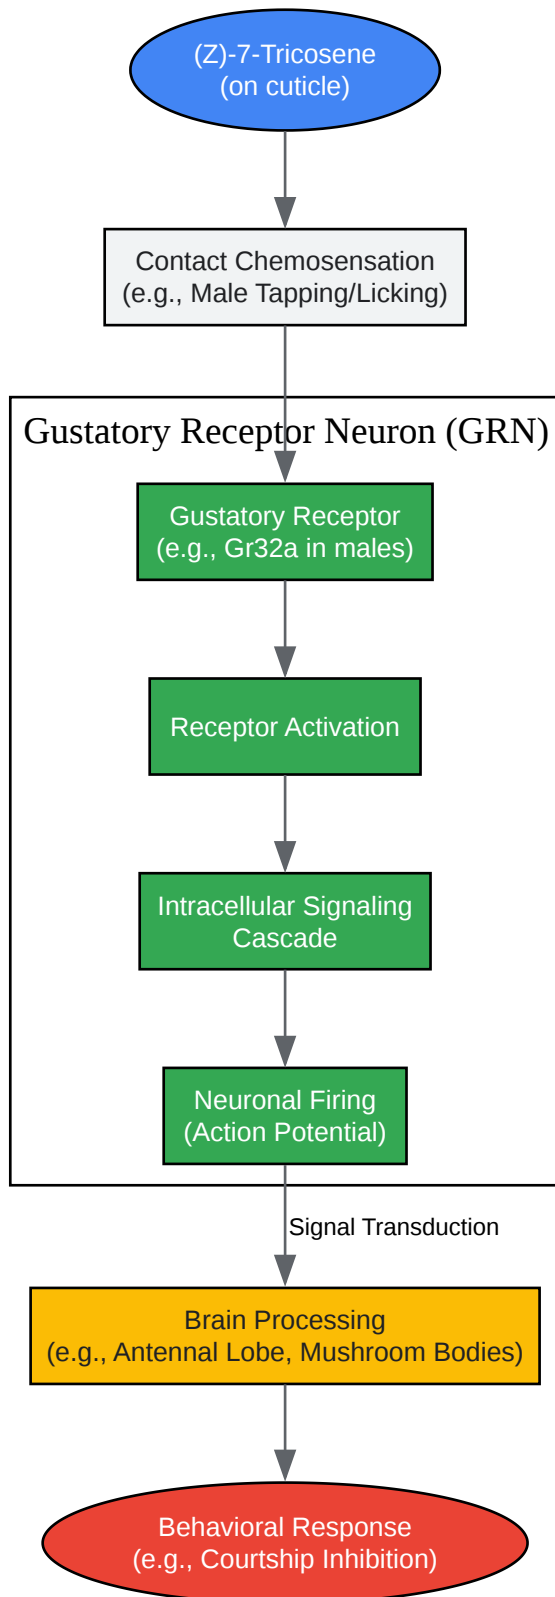 (Z)-7-Tricosene
(on cuticle)
Contact Chemosensation
(e.g., Male Tapping/Licking)
Gustatory Receptor Neuron (GRN)
Gustatory Receptor
(e.g., Gr32a in males)
Receptor Activation
Intracellular Signaling
Cascade
Neuronal Firing
(Action Potential)
Signal Transduction
Brain Processing
(e.g., Antennal Lobe, Mushroom Bodies)
Behavioral Response
(e.g., Courtship Inhibition)